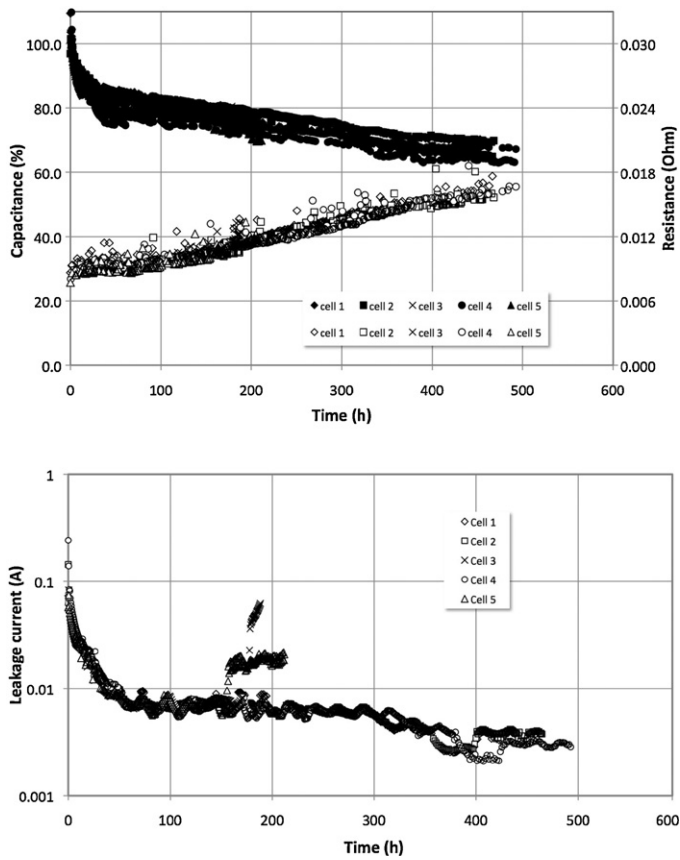 100.0
80.0
60.0
40.0
20.0
0.0
Capacitance (%)
0.030
0.024
0.018
0.012
0.006
0.000
Resistance (Ohm)
cell 1 cell 2 cell 3 cell 4 cell 5
cell 1 cell 2 cell 3 cell 4 cell 5
0 100 200 300 400 500 600
Time (h)
1
0.1
0.01
0.001
Leakage current (A)
Cell 1
Cell 2
Cell 3
Cell 4
Cell 5
0 100 200 300 400 500 600
Time (h)